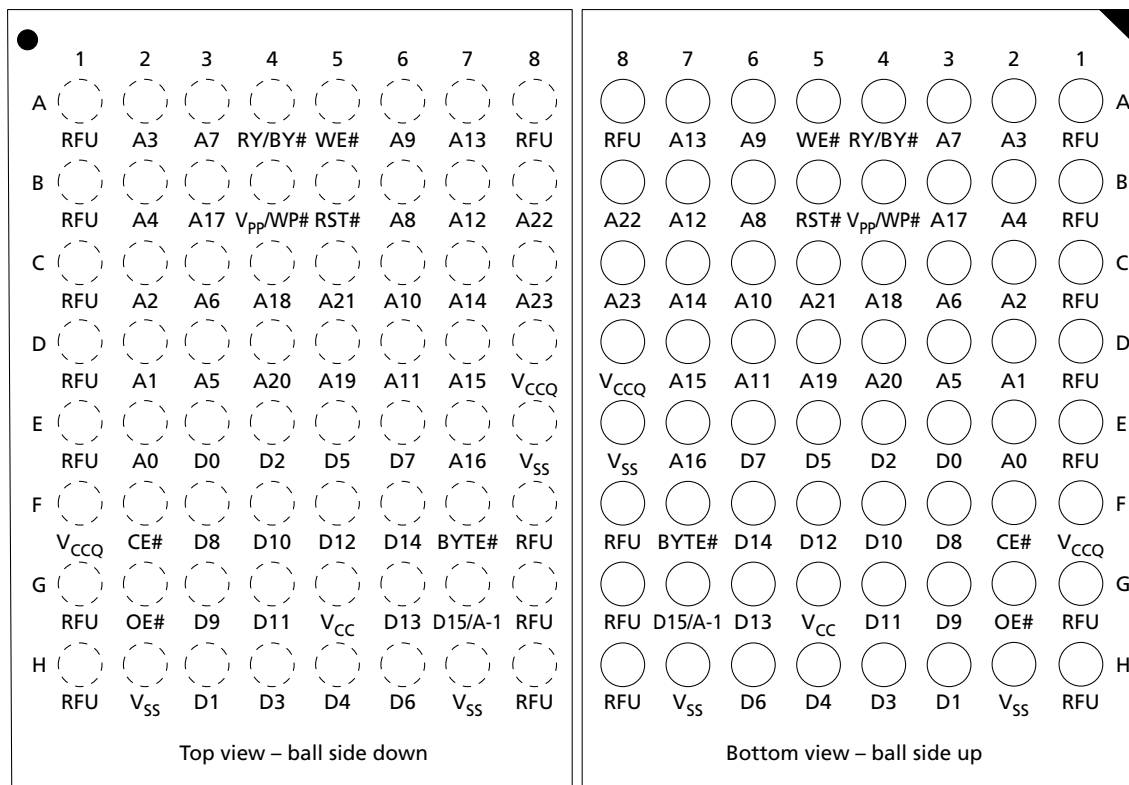 1 2 3 4 5 6 7 8
A
RFU A3 A7 RY/BY# WE# A9 A13 RFU
B
RFU A4 A17 VPP/WP# RST# A8 A12 A22
C
RFU A2 A6 A18 A21 A10 A14 A23
D
RFU A1 A5 A20 A19 A11 A15 VCCQ
E
RFU A0 D0 D2 D5 D7 A16 VSS
F
VCCQ CE# D8 D10 D12 D14 BYTE# RFU
G
RFU OE# D9 D11 VCC D13 D15/A-1 RFU
H
RFU VSS D1 D3 D4 D6 VSS RFU
Top view – ball side down
8 7 6 5 4 3 2 1
A
RFU A13 A9 WE# RY/BY# A7 A3 RFU
B
A22 A12 A8 RST# VPP/WP# A17 A4 RFU
C
A23 A14 A10 A21 A18 A6 A2 RFU
D
VCCQ A15 A11 A19 A20 A5 A1 RFU
E
VSS A16 D7 D5 D2 D0 A0 RFU
F
RFU BYTE# D14 D12 D10 D8 CE# VCCQ
G
RFU D15/A-1 D13 VCC D11 D9 OE# RFU
H
RFU VSS D6 D4 D3 D1 VSS RFU
Bottom view – ball side up